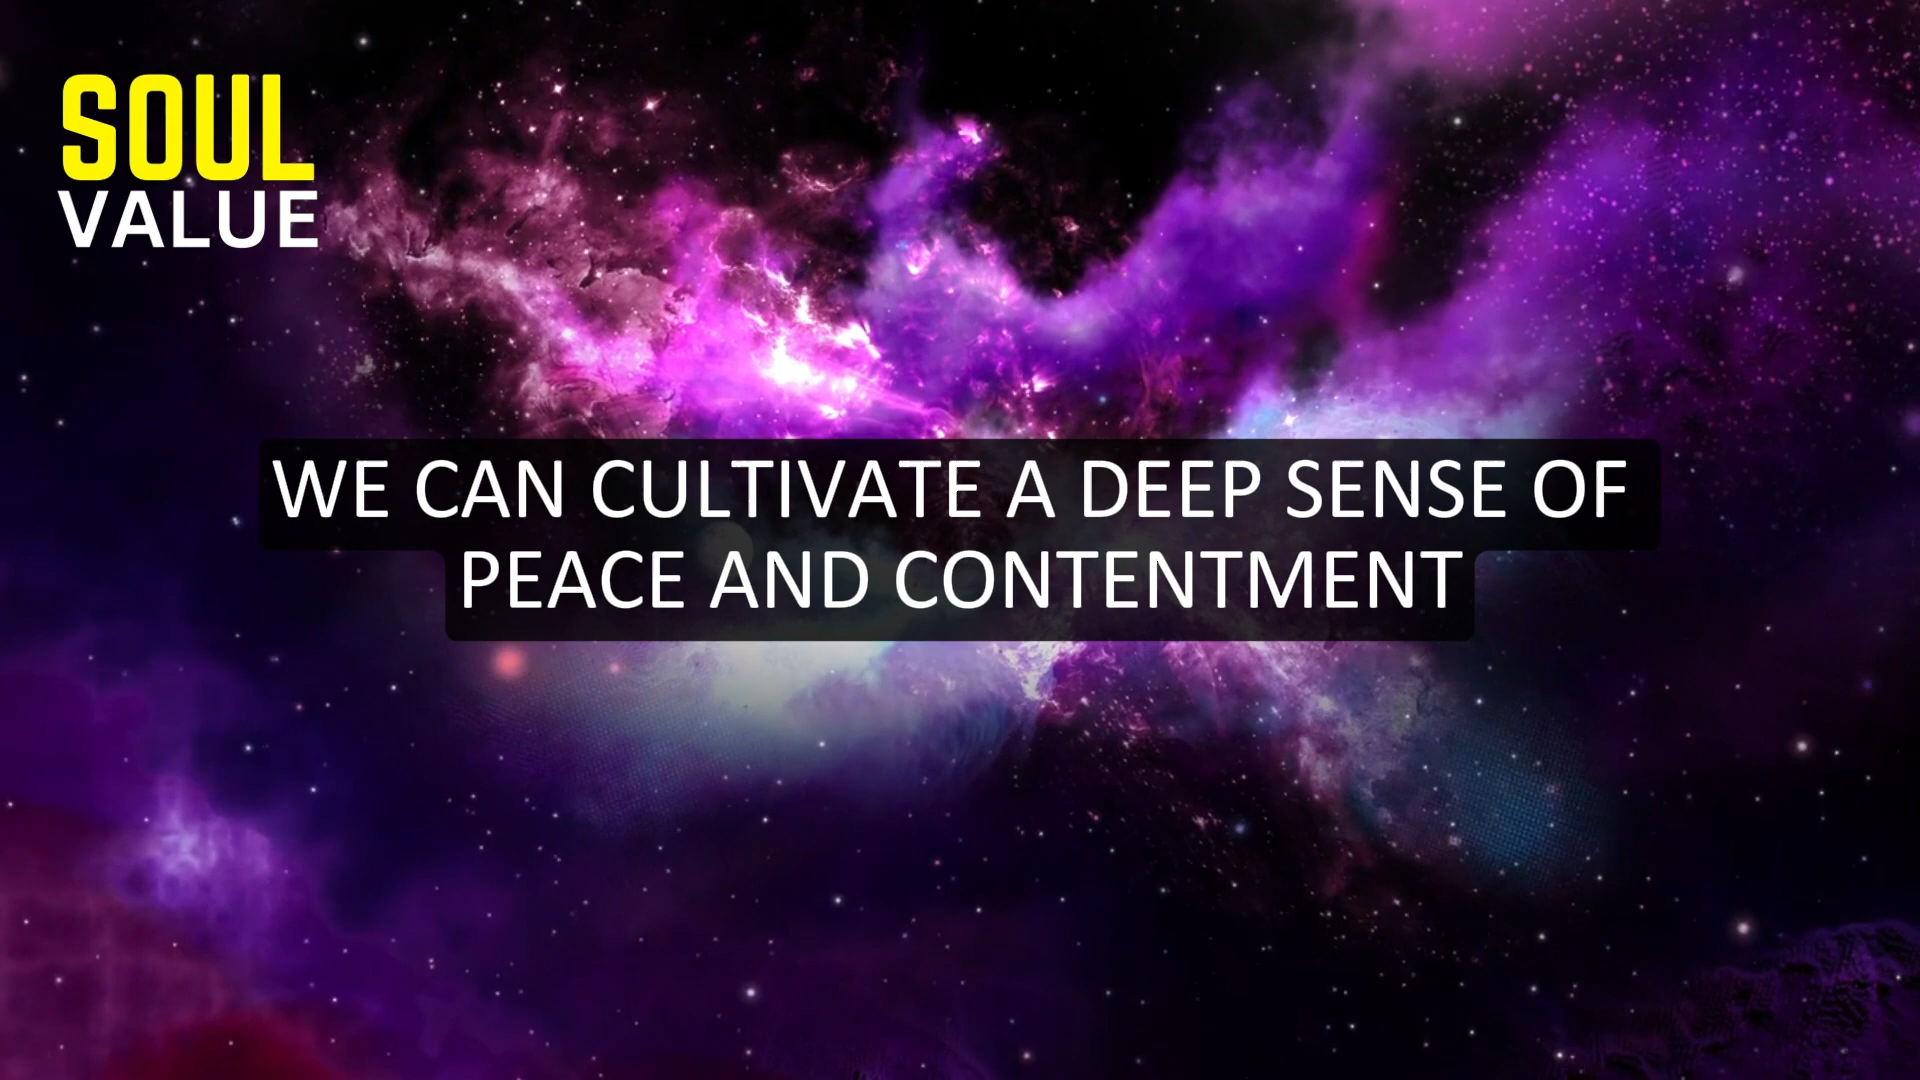 SOUL
VALUE
WE CAN CULTIVATE A DEEP SENSE OF
PEACE AND CONTENTMENT